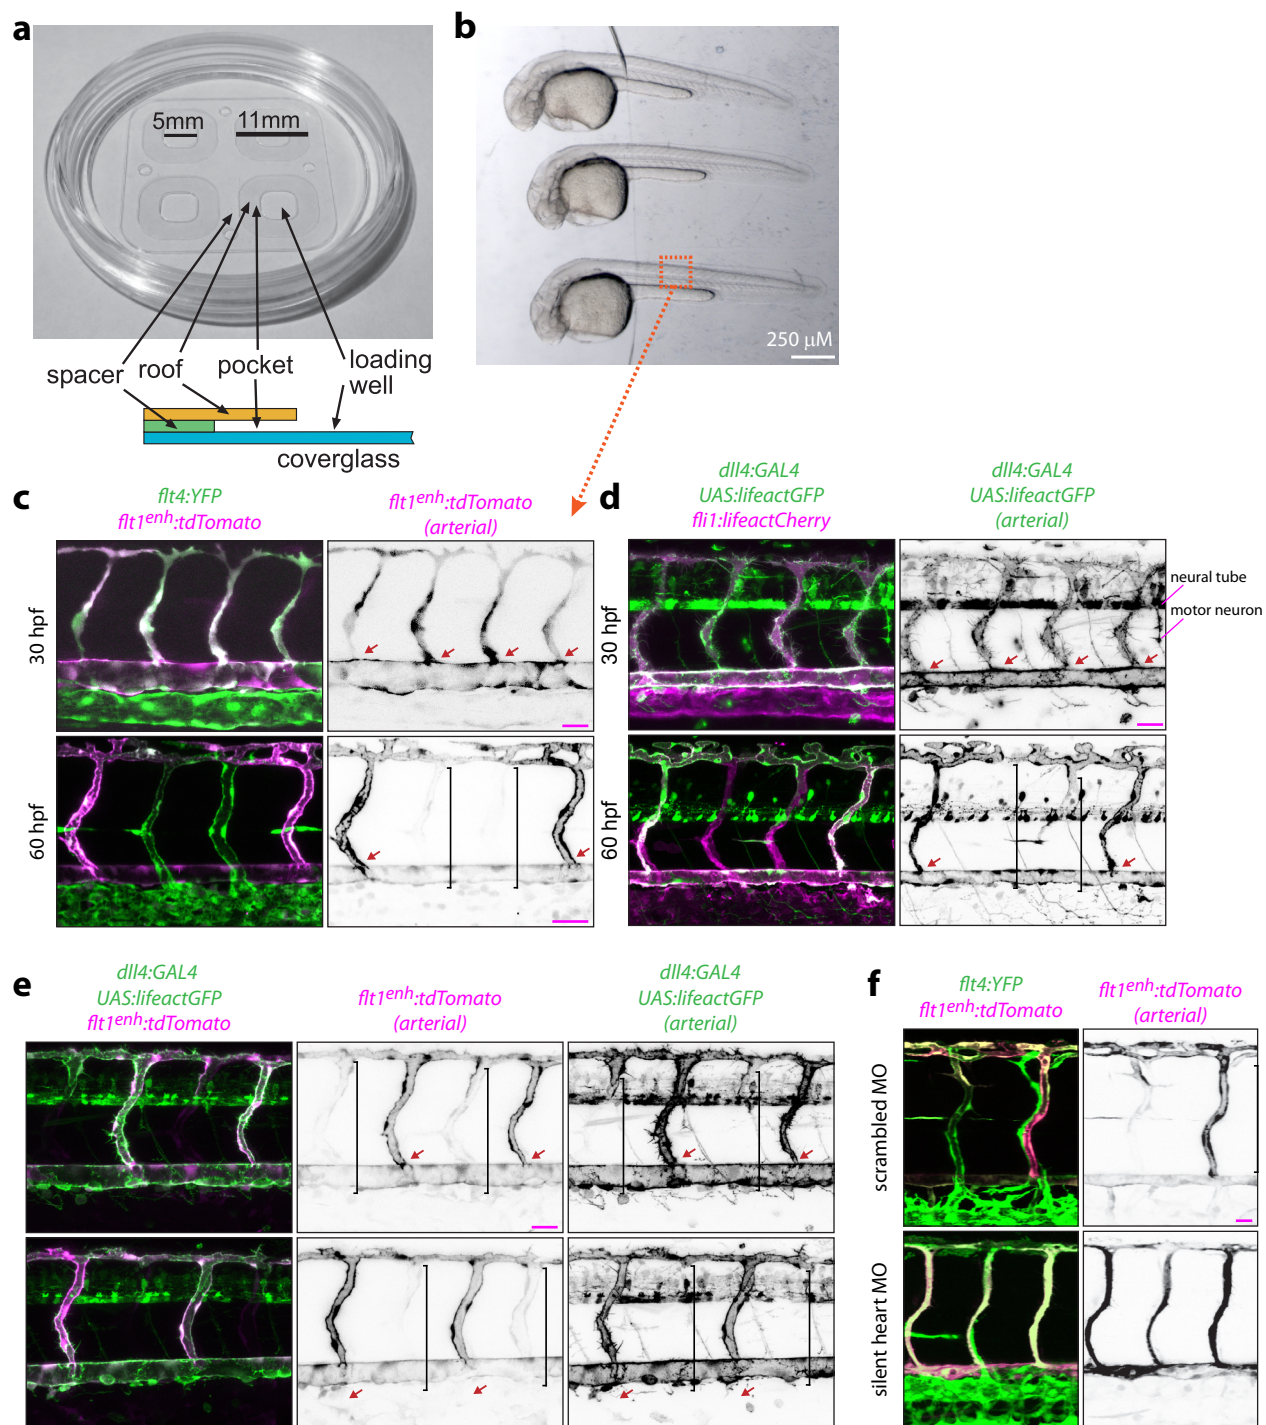 a
5mm
11mm
spacer
roof
pocket
loading
well
coverglass
b
250 µM
c
flt4:YFP
flt1enh:tdTomato
flt1enh:tdTomato
(arterial)
30 hpf
60 hpf
d
dll4:GAL4
UAS:lifeactGFP
fli1:lifeactCherry
dll4:GAL4
UAS:lifeactGFP
(arterial)
neural tube
motor neuron
30 hpf
60 hpf
e
dll4:GAL4
UAS:lifeactGFP
flt1enh:tdTomato
flt1enh:tdTomato
(arterial)
dll4:GAL4
UAS:lifeactGFP
(arterial)
f
flt4:YFP
flt1enh:tdTomato
flt1enh:tdTomato
(arterial)
scrambled MO
silent heart MO